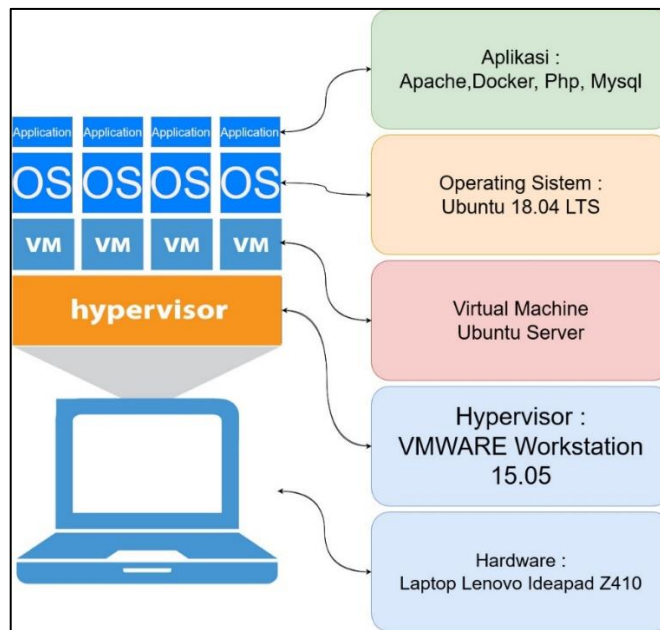 Application Application Application Application
OS OS OS OS
VM VM VM VM
hypervisor
Aplikasi :
Apache,Docker, Php, Mysql
Operating Sistem :
Ubuntu 18.04 LTS
Virtual Machine
Ubuntu Server
Hypervisor :
VMWARE Workstation
15.05
Hardware :
Laptop Lenovo Ideapad Z410